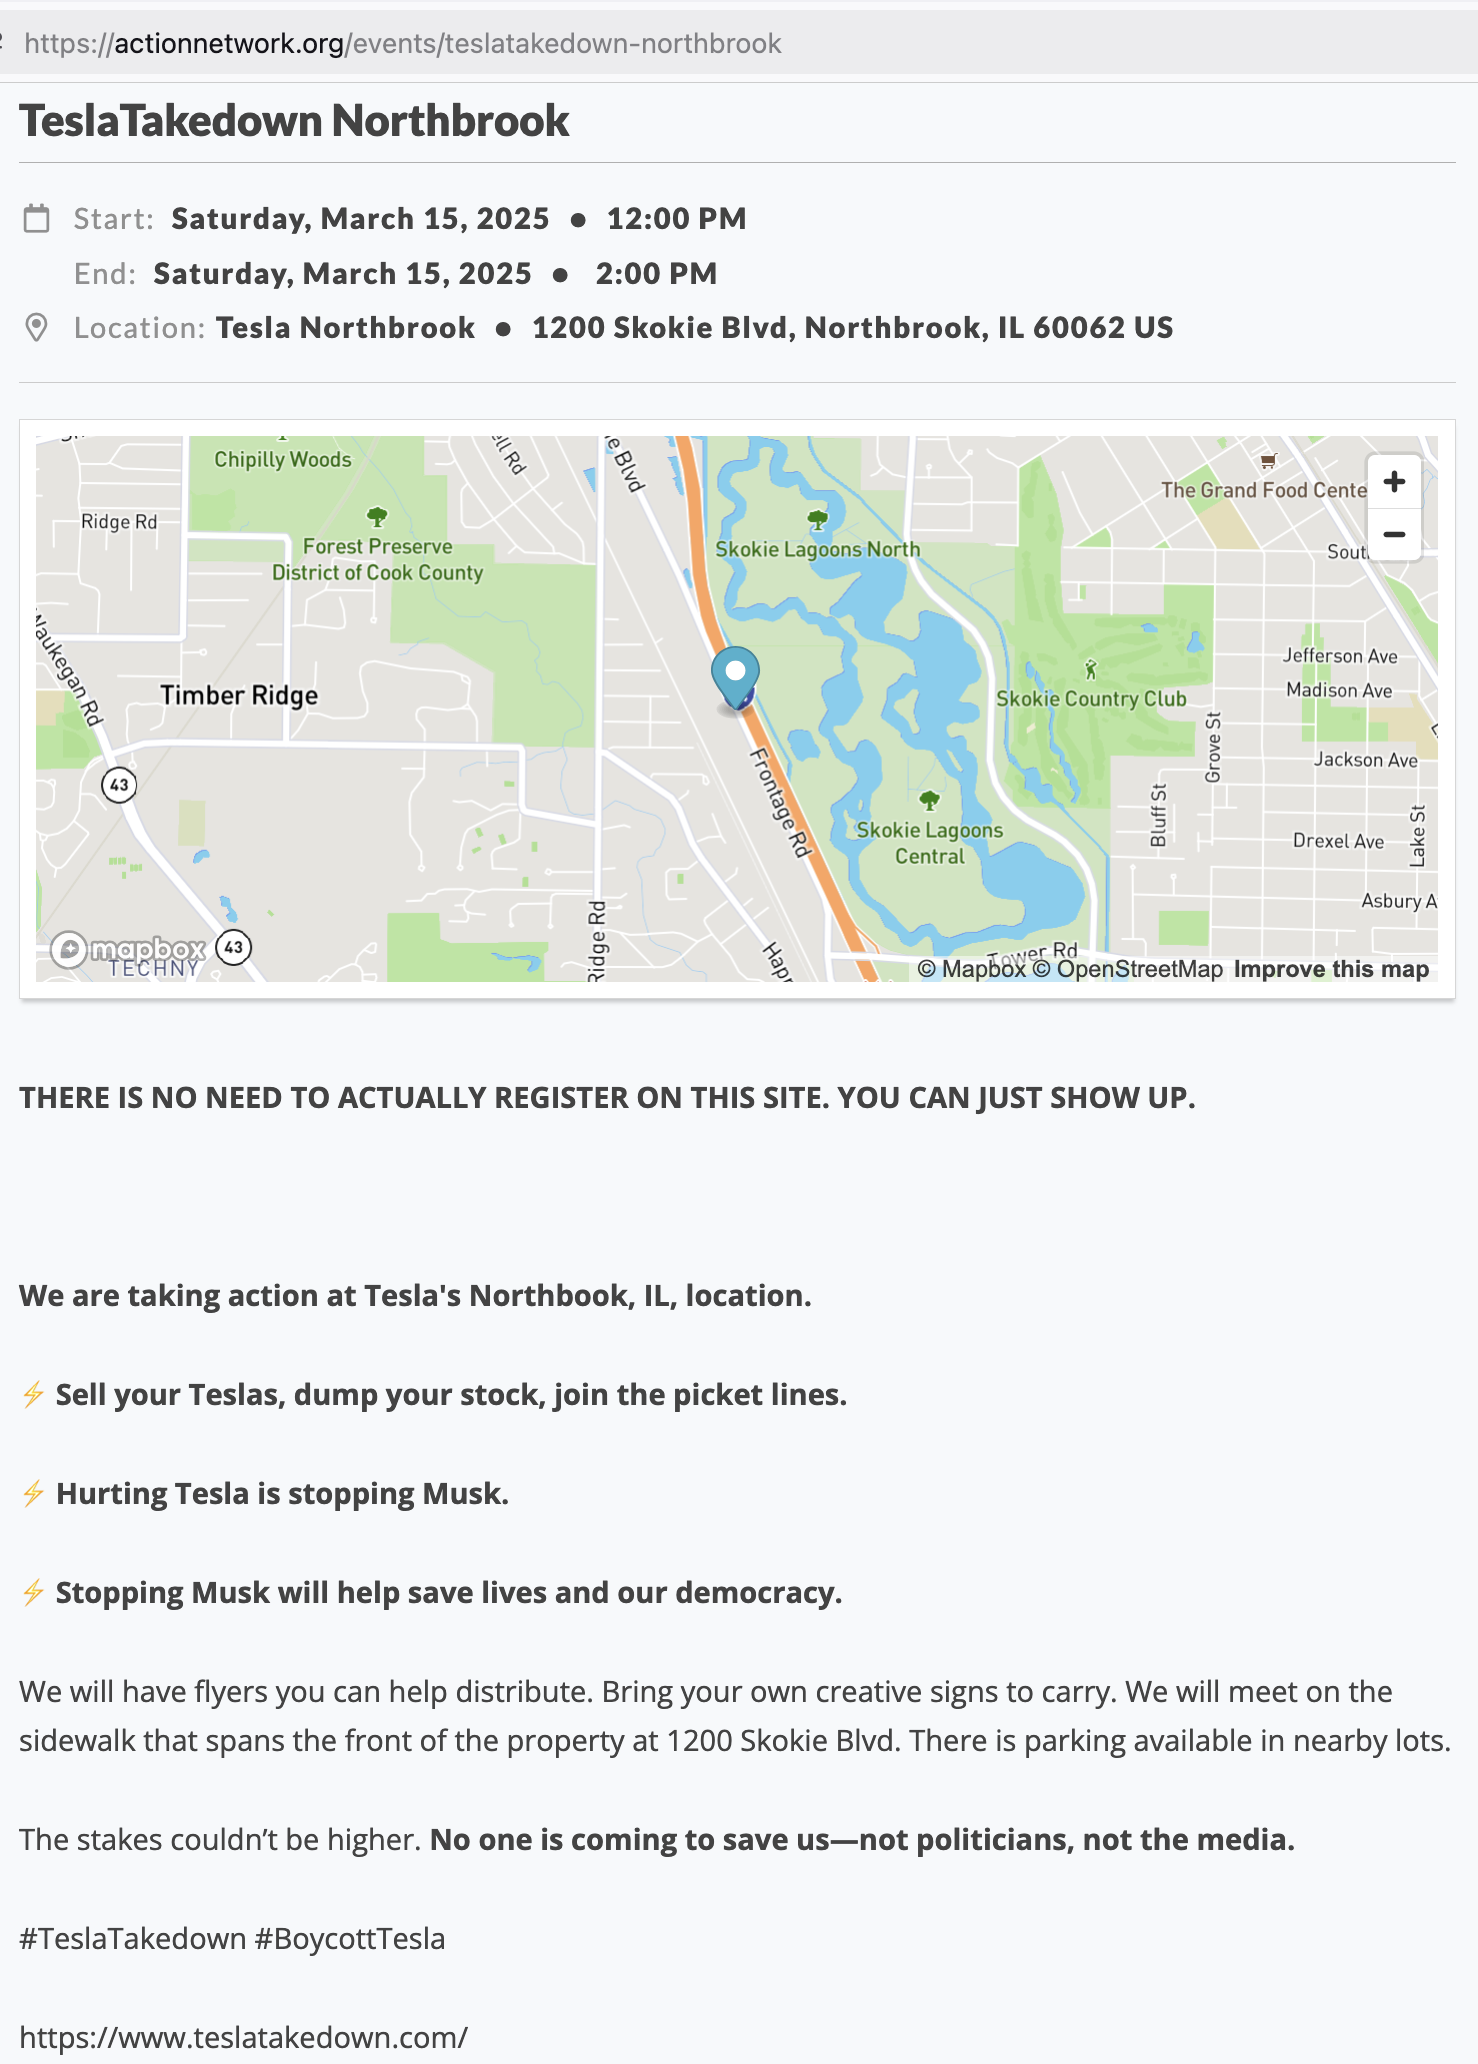 https://actionnetwork.org/events/teslatakedown-northbrook
TeslaTakedown Northbrook
Start: Saturday, March 15, 2025 ● 12:00 PM
End: Saturday, March 15, 2025 ● 2:00 PM
Location: Tesla Northbrook ● 1200 Skokie Blvd, Northbrook, IL 60062 US
Chipilly Woods
Ridge Rd
Forest Preserve
District of Cook County
Blvd
Rd
Skokie Lagoons North
The Grand Food Cente
+
−
Waukegan Rd
Timber Ridge
Skokie Country Club
Jefferson Ave
Madison Ave
Grove St
Jackson Ave
43
Frontage Rd
Skokie Lagoons
Central
Bluff St
Drexel Ave
Lake St
Asbury A
Ridge Rd
mapbox
43
TECHNY
Tower Rd
© Mapbox © OpenStreetMap Improve this map
THERE IS NO NEED TO ACTUALLY REGISTER ON THIS SITE. YOU CAN JUST SHOW UP.
We are taking action at Tesla's Northbook, IL, location.
⚡ Sell your Teslas, dump your stock, join the picket lines.
⚡ Hurting Tesla is stopping Musk.
⚡ Stopping Musk will help save lives and our democracy.
We will have flyers you can help distribute. Bring your own creative signs to carry. We will meet on the
sidewalk that spans the front of the property at 1200 Skokie Blvd. There is parking available in nearby lots.
The stakes couldn’t be higher. No one is coming to save us—not politicians, not the media.
#TeslaTakedown #BoycottTesla
https://www.teslatakedown.com/